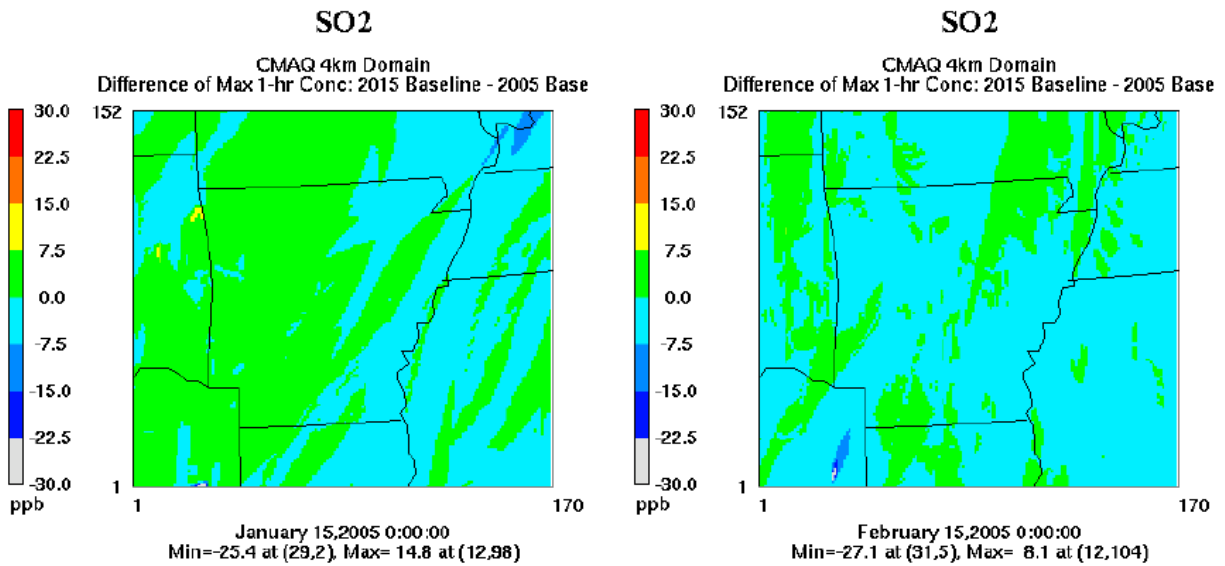 SO2
CMAQ 4km Domain
Difference of Max 1-hr Conc: 2015 Baseline - 2005 Base
30.0
22.5
15.0
7.5
0.0
-7.5
-15.0
-22.5
-30.0
ppb
152
1
1
170
January 15,2005 0:00:00
Min=-25.4 at (29,2), Max= 14.8 at (12,98)
SO2
CMAQ 4km Domain
Difference of Max 1-hr Conc: 2015 Baseline - 2005 Base
30.0
22.5
15.0
7.5
0.0
-7.5
-15.0
-22.5
-30.0
ppb
152
1
1
170
February 15,2005 0:00:00
Min=-27.1 at (31,5), Max= 8.1 at (12,104)